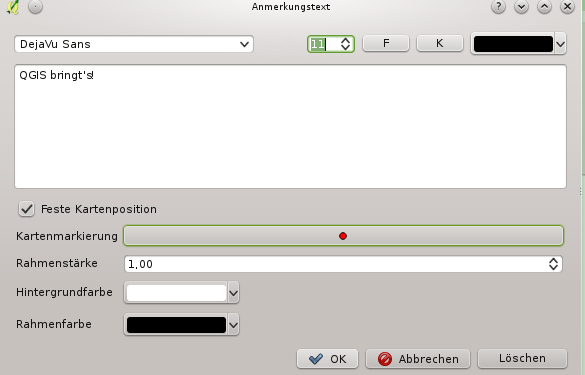 Anmerkungstext
DejaVu Sans 11 F K
QGIS bringt's!
Feste Kartenposition
Kartenmarkierung
Rahmenstärke 1,00
Hintergrundfarbe
Rahmenfarbe
OK Abbrechen Löschen